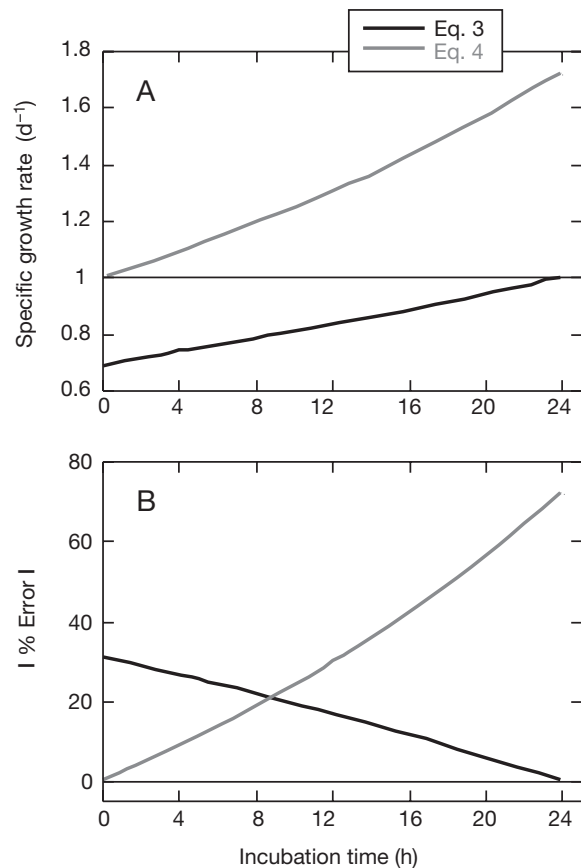 Eq. 3
Eq. 4
1.8
A
1.6
1.4
1.2
1
0.8
0.6
Specific growth rate (d⁻¹)
0 4 8 12 16 20 24
80
B
60
40
20
0
I % Error I
0 4 8 12 16 20 24
Incubation time (h)